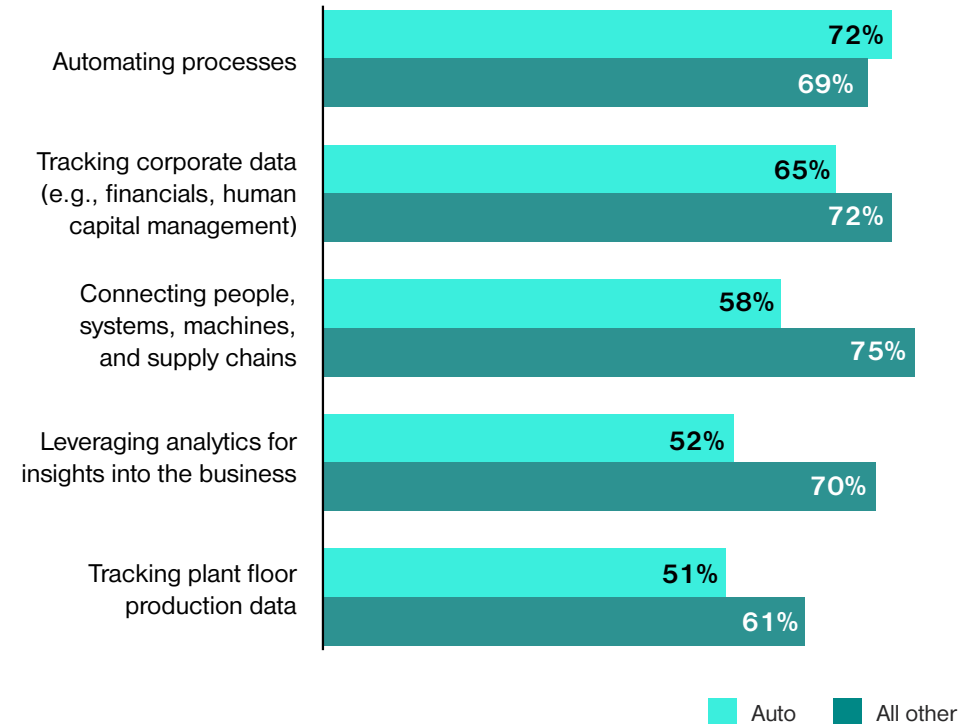 Automating processes
72%
69%
Tracking corporate data
(e.g., financials, human
capital management)
65%
72%
Connecting people,
systems, machines,
and supply chains
58%
75%
Leveraging analytics for
insights into the business
52%
70%
Tracking plant floor
production data
51%
61%
Auto
All other